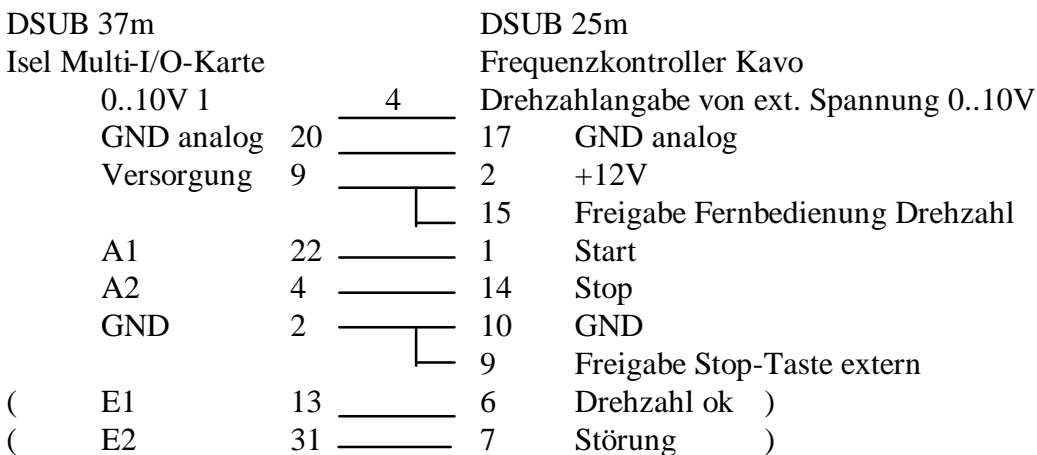 DSUB 37m DSUB 25m
Isel Multi-I/O-Karte Frequenzkontroller Kavo
0..10V 1 4 Drehzahlangabe von ext. Spannung 0..10V
GND analog 20 17 GND analog
Versorgung 9 2 +12V
15 Freigabe Fernbedienung Drehzahl
A1 22 1 Start
A2 4 14 Stop
GND 2 10 GND
9 Freigabe Stop-Taste extern
( E1 13 6 Drehzahl ok )
( E2 31 7 Störung )